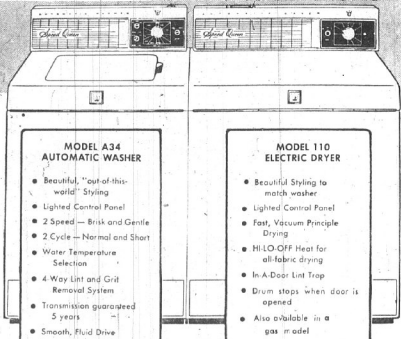 Speed Queen
Speed Queen
MODEL A34
AUTOMATIC WASHER
• Beautiful, "out-of-this-
world" Styling
• Lighted Control Panel
• 2 Speed — Brisk and Gentle
• 2 Cycle — Normal and Short
• Water Temperature
Selection
• 4-Way Lint and Grit
Removal System
• Transmission guaranteed
5 years
• Smooth, Fluid Drive
MODEL 110
ELECTRIC DRYER
• Beautiful Styling to
match washer
• Lighted Control Panel
• Fast, Vacuum Principle
Drying
• HI-LO-OFF Heat for
all-fabric drying
• In-A-Door Lint Trap
• Drum stops when door is
opened
• Also available in a
gas model